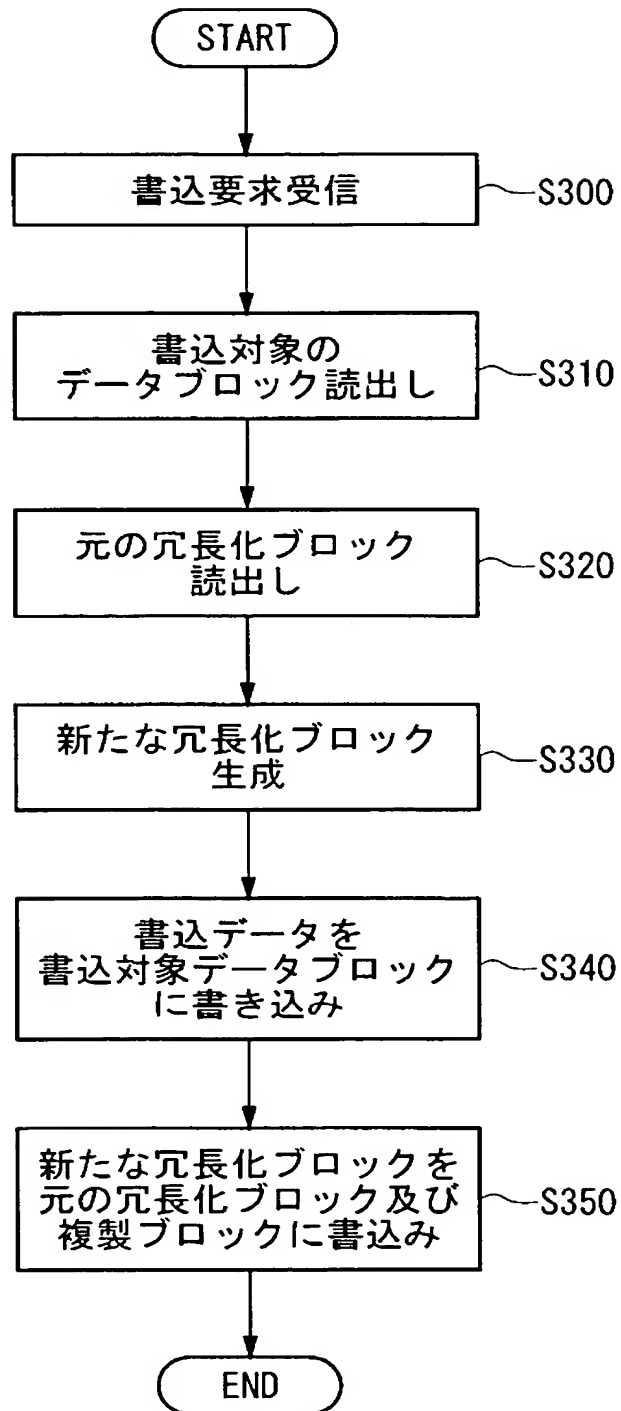 START
書込要求受信
S300
書込対象の
データブロック読出し
S310
元の冗長化ブロック
読出し
S320
新たな冗長化ブロック
生成
S330
書込データを
書込対象データブロック
に書き込み
S340
新たな冗長化ブロックを
元の冗長化ブロック及び
複製ブロックに書込み
S350
END